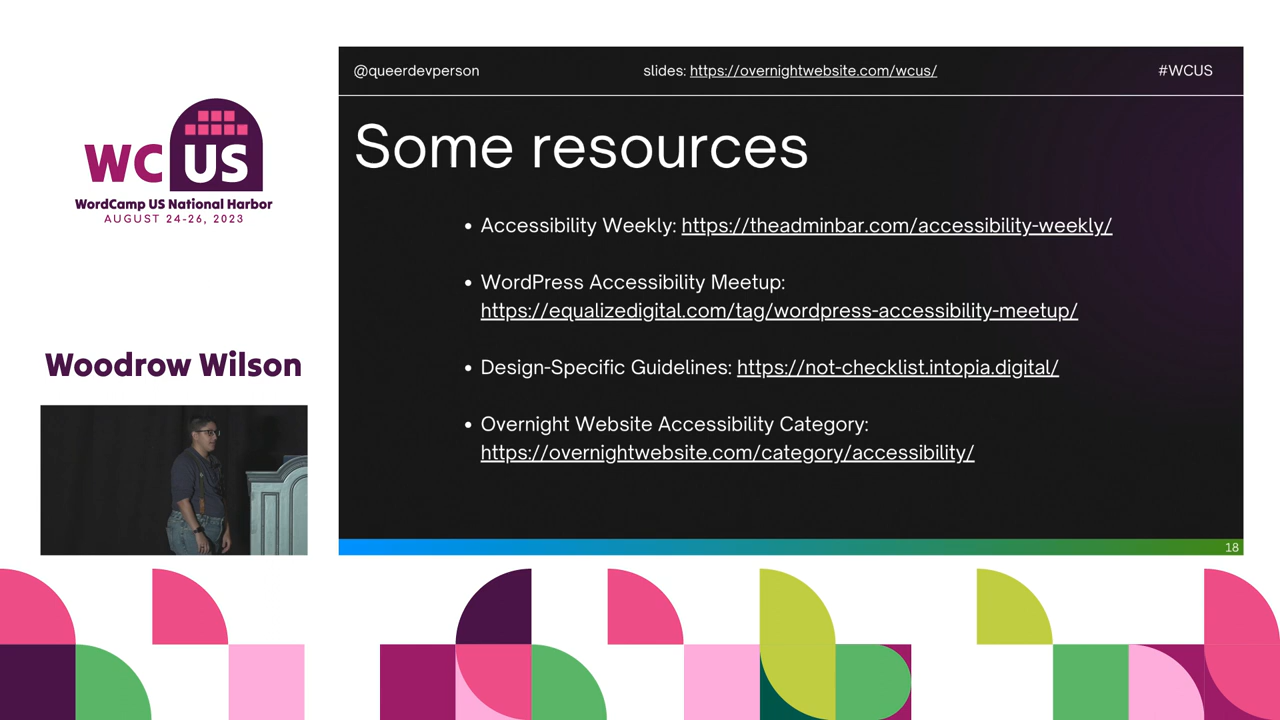 WC US
WordCamp US National Harbor
AUGUST 24-26, 2023
Woodrow Wilson
@queerdevperson
slides: https://overnightwebsite.com/wcus/
#WCUS
Some resources
• Accessibility Weekly: https://theadminbar.com/accessibility-weekly/
• WordPress Accessibility Meetup:
https://equalizedigital.com/tag/wordpress-accessibility-meetup/
• Design-Specific Guidelines: https://not-checklist.intopia.digital/
• Overnight Website Accessibility Category:
https://overnightwebsite.com/category/accessibility/
18